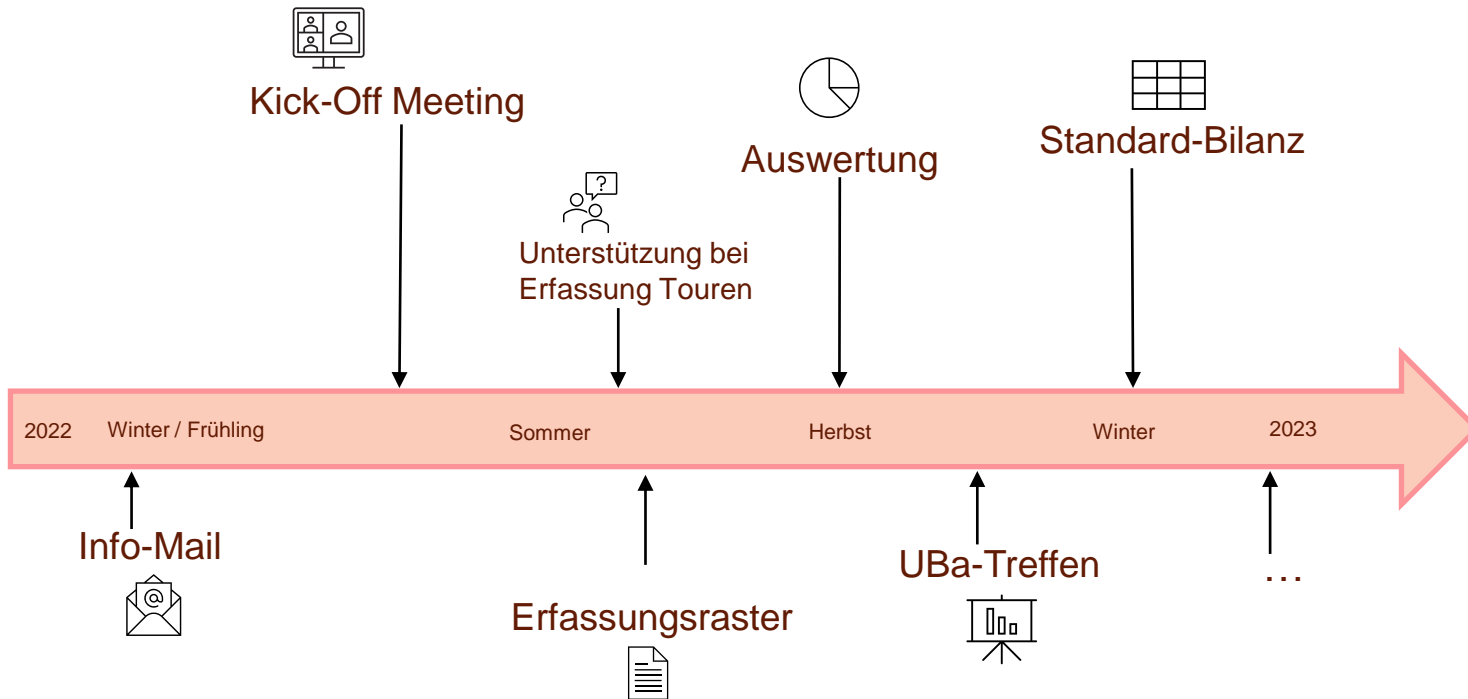 Kick-Off Meeting
Auswertung
Standard-Bilanz
?
Unterstützung bei
Erfassung Touren
2022
Winter / Frühling
Sommer
Herbst
Winter
2023
Info-Mail
@
Erfassungsraster
UBa-Treffen
...